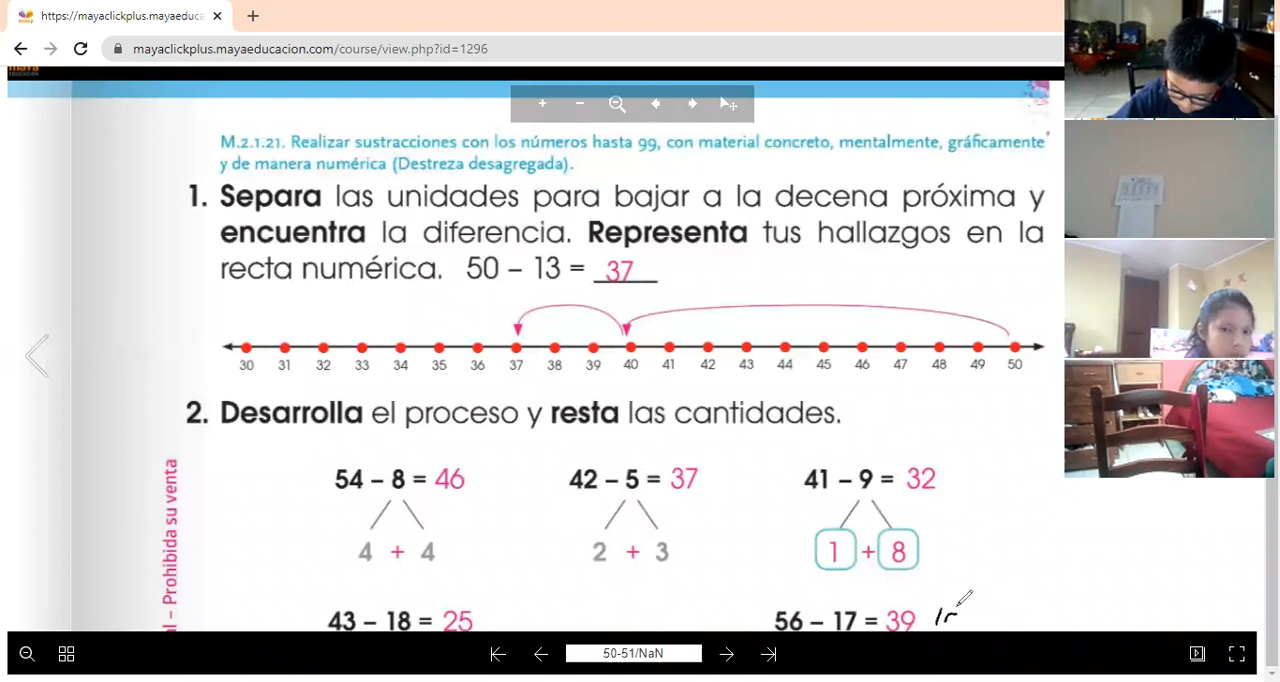 https://mayaclickplus.mayaeduca
mayaclickplus.mayaeducacion.com/course/view.php?id=1296
M.2.1.21. Realizar sustracciones con los números hasta 99, con material concreto, mentalmente, gráficamente
y de manera numérica (Destreza desagregada).
1. Separa las unidades para bajar a la decena próxima y
encuentra la diferencia. Representa tus hallazgos en la
recta numérica. 50 – 13 = 37
30 31 32 33 34 35 36 37 38 39 40 41 42 43 44 45 46 47 48 49 50
2. Desarrolla el proceso y resta las cantidades.
54 – 8 = 46 42 – 5 = 37 41 – 9 = 32
4 + 4 2 + 3 1 + 8
43 – 18 = 25 56 – 17 = 39
al – Prohibida su venta
50-51/NaN